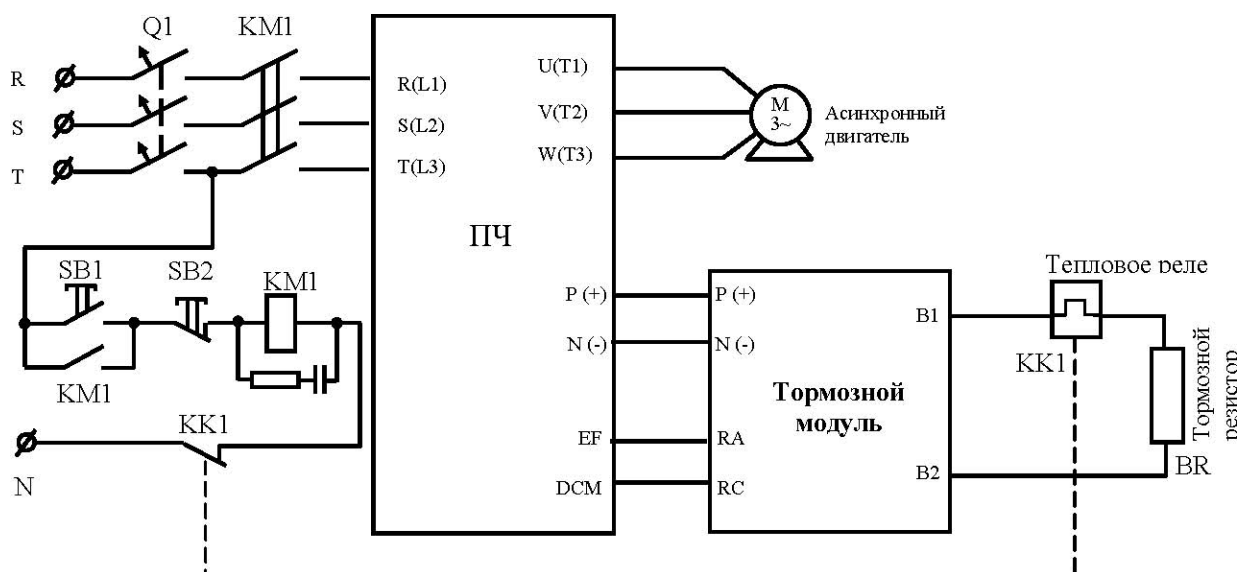 Q1
KM1
R
S
T
R(L1)
S(L2)
T(L3)
ПЧ
U(T1)
V(T2)
W(T3)
M
3~
Асинхронный
двигатель
SB1
SB2
KM1
KM1
KK1
N
P (+)
N (-)
EF
DCM
P (+)
N (-)
RA
RC
Тормозной
модуль
B1
B2
Тепловое реле
KK1
Тормозной
резистор
BR